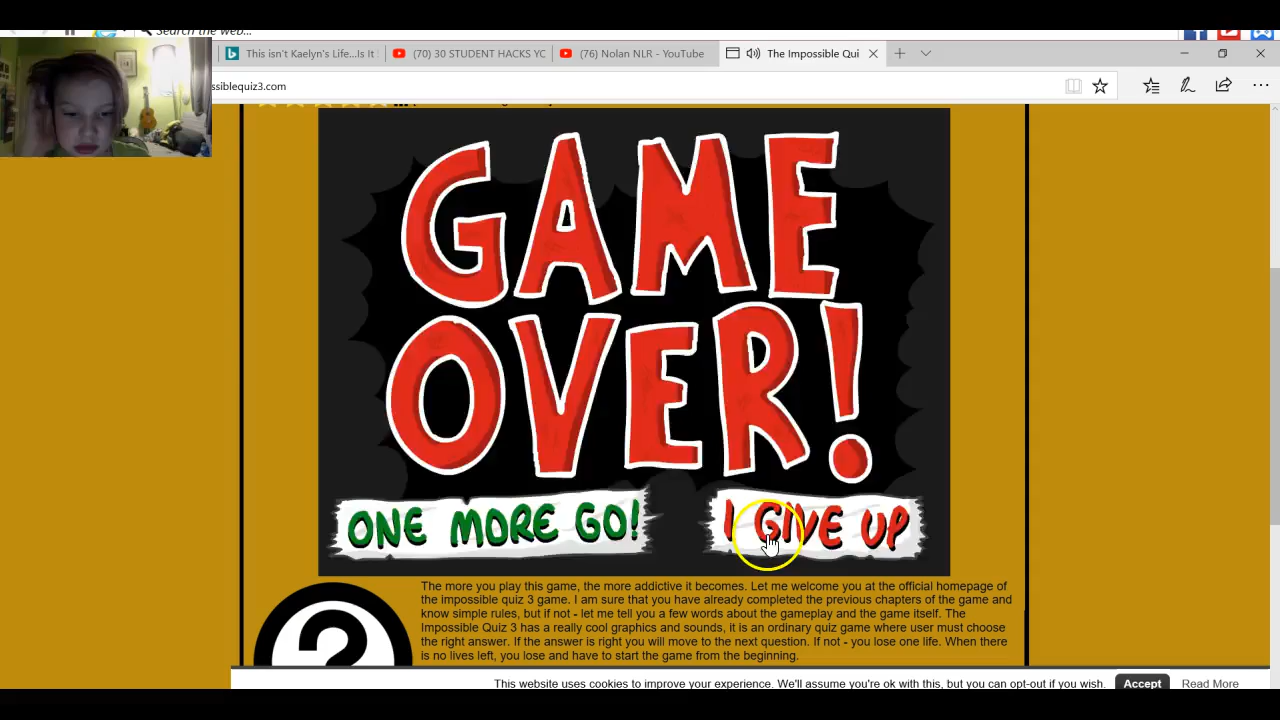 Search the web...
This isn't Kaelyn's Life...Is It
(70) 30 STUDENT HACKS YC
(76) Nolan NLR - YouTube
The Impossible Qui
siblequiz3.com
GAME
OVER!
ONE MORE GO!
I GIVE UP
The more you play this game, the more addictive it becomes. Let me welcome you at the official homepage of
the impossible quiz 3 game. I am sure that you have already completed the previous chapters of the game and
know simple rules, but if not - let me tell you a few words about the gameplay and the game itself. The
Impossible Quiz 3 has a really cool graphics and sounds, it is an ordinary quiz game where user must choose
the right answer. If the answer is right you will move to the next question. If not - you lose one life. When there
is no lives left, you lose and have to start the game from the beginning.
?
This website uses cookies to improve your experience. We'll assume you're ok with this, but you can opt-out if you wish.
Accept
Read More